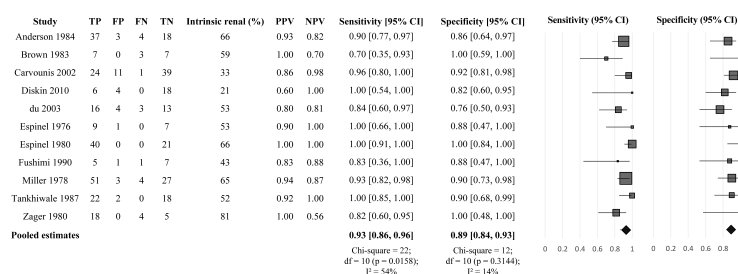 Study TP FP FN TN Intrinsic renal (%) PPV NPV Sensitivity [95% CI] Specificity [95% CI] Sensitivity (95% CI) Specificity (95% CI)
Anderson 1984 37 3 4 18 66 0.93 0.82 0.90 [0.77, 0.97] 0.86 [0.64, 0.97]
Brown 1983 7 0 3 7 59 1.00 0.70 0.70 [0.35, 0.93] 1.00 [0.59, 1.00]
Carvounis 2002 24 11 1 39 33 0.86 0.98 0.96 [0.80, 1.00] 0.92 [0.81, 0.98]
Diskin 2010 6 4 0 18 21 0.60 1.00 1.00 [0.54, 1.00] 0.82 [0.60, 0.95]
du 2003 16 4 3 13 53 0.80 0.81 0.84 [0.60, 0.97] 0.76 [0.50, 0.93]
Espinel 1976 9 1 0 7 53 0.90 1.00 1.00 [0.66, 1.00] 0.88 [0.47, 1.00]
Espinel 1980 40 0 0 21 66 1.00 1.00 1.00 [0.91, 1.00] 1.00 [0.84, 1.00]
Fushimi 1990 5 1 1 7 43 0.83 0.88 0.83 [0.36, 1.00] 0.88 [0.47, 1.00]
Miller 1978 51 3 4 27 65 0.94 0.87 0.93 [0.82, 0.98] 0.90 [0.73, 0.98]
Tankhiwale 1987 22 2 0 18 52 0.92 1.00 1.00 [0.85, 1.00] 0.90 [0.68, 0.99]
Zager 1980 18 0 4 5 81 1.00 0.56 0.82 [0.60, 0.95] 1.00 [0.48, 1.00]
Pooled estimates 0.93 [0.86, 0.96] 0.89 [0.84, 0.93]
0 0.2 0.4 0.6 0.8 1 0 0.2 0.4 0.6 0.8
Chi-square = 22; Chi-square = 12;
df = 10 (p = 0.0158); df = 10 (p = 0.3144);
I² = 54% I² = 14%